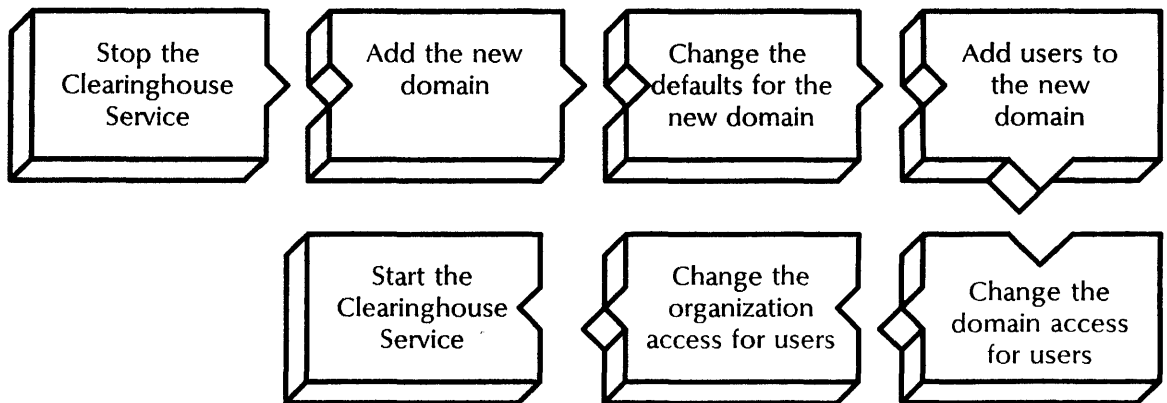 Stop the
Clearinghouse
Service
Add the new
domain
Change the
defaults for the
new domain
Add users to
the new
domain
Change the
domain access
for users
Change the
organization
access for users
Start the
Clearinghouse
Service